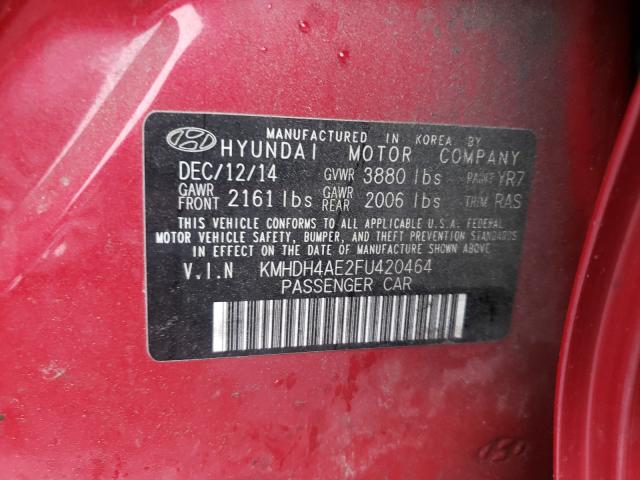 MANUFACTURED IN KOREA BY
HYUNDAI MOTOR COMPANY
DEC/12/14 GVWR 3880 lbs PAINT YR7
GAWR FRONT 2161 lbs GAWR REAR 2006 lbs TRIM RAS
THIS VEHICLE CONFORMS TO ALL APPLICABLE U.S.A. FEDERAL
MOTOR VEHICLE SAFETY, BUMPER, AND THEFT PREVENTION STANDARDS
IN EFFECT ON THE DATE OF MANUFACTURE SHOWN ABOVE.
V.I.N KMHDH4AE2FU420464
PASSENGER CAR